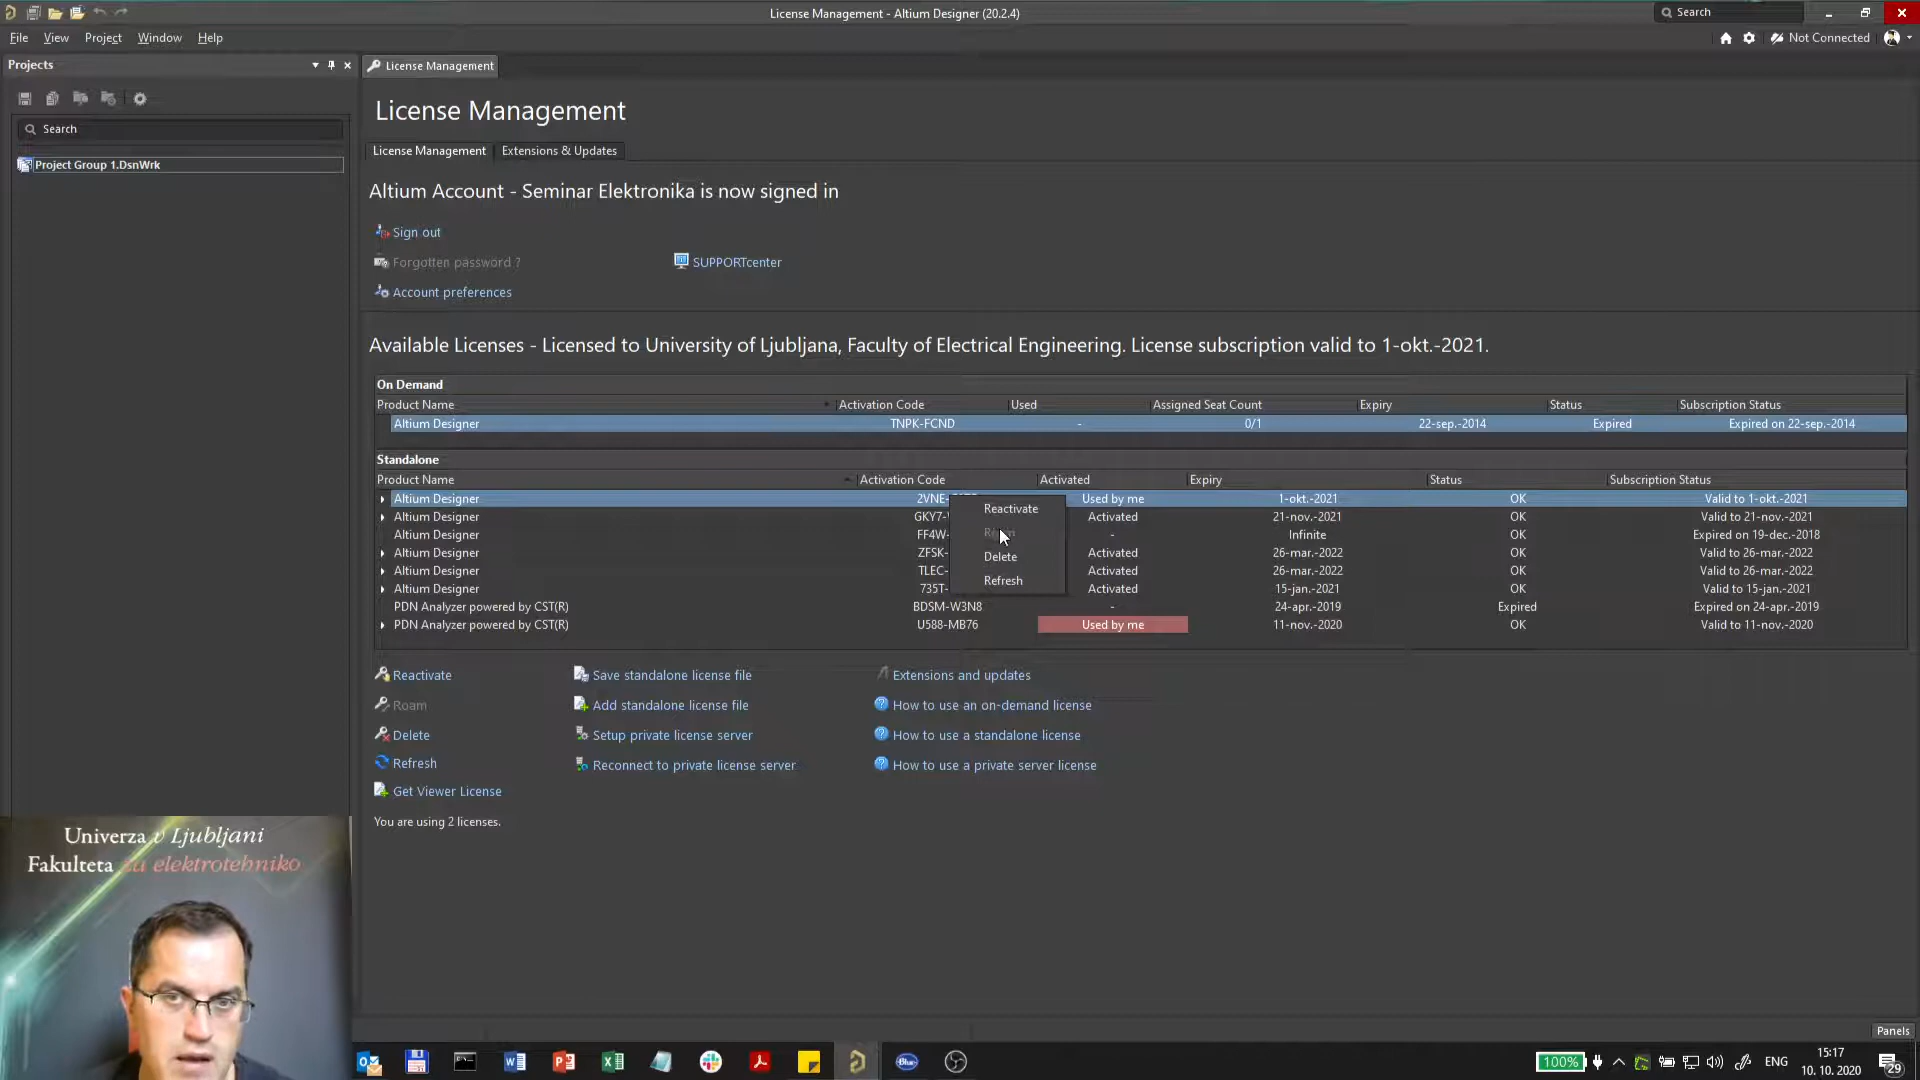 License Management - Altium Designer (20.2.4)
Search
File View Project Window Help
Not Connected
Projects
License Management
Search
Project Group 1.DsnWrk
License Management
License Management Extensions & Updates
Altium Account - Seminar Elektronika is now signed in
Sign out
Forgotten password ? SUPPORTcenter
Account preferences
Available Licenses - Licensed to University of Ljubljana, Faculty of Electrical Engineering. License subscription valid to 1-okt.-2021.
On Demand
Product Name Activation Code Used Assigned Seat Count Expiry Status Subscription Status
Altium Designer TNPK-FCND - 0/1 22-sep.-2014 Expired Expired on 22-sep.-2014
Standalone
Product Name Activation Code Activated Expiry Status Subscription Status
Altium Designer 2VNE- Used by me 1-okt.-2021 OK Valid to 1-okt.-2021
Altium Designer GKY7- Activated 21-nov.-2021 OK Valid to 21-nov.-2021
Altium Designer FF4W- - Infinite OK Expired on 19-dec.-2018
Altium Designer ZFSK- Activated 26-mar.-2022 OK Valid to 26-mar.-2022
Altium Designer TLEC- Activated 26-mar.-2022 OK Valid to 26-mar.-2022
Altium Designer 735T- Activated 15-jan.-2021 OK Valid to 15-jan.-2021
PDN Analyzer powered by CST(R) BDSM-W3N8 - 24-apr.-2019 Expired Expired on 24-apr.-2019
PDN Analyzer powered by CST(R) U588-MB76 Used by me 11-nov.-2020 OK Valid to 11-nov.-2020
Reactivate
Delete
Refresh
Reactivate Save standalone license file Extensions and updates
Roam Add standalone license file How to use an on-demand license
Delete Setup private license server How to use a standalone license
Refresh Reconnect to private license server How to use a private server license
Get Viewer License
You are using 2 licenses.
Univerza v Ljubljani
Fakulteta za elektrotehniko
Panels
100% ENG 15:17
10. 10. 2020
29